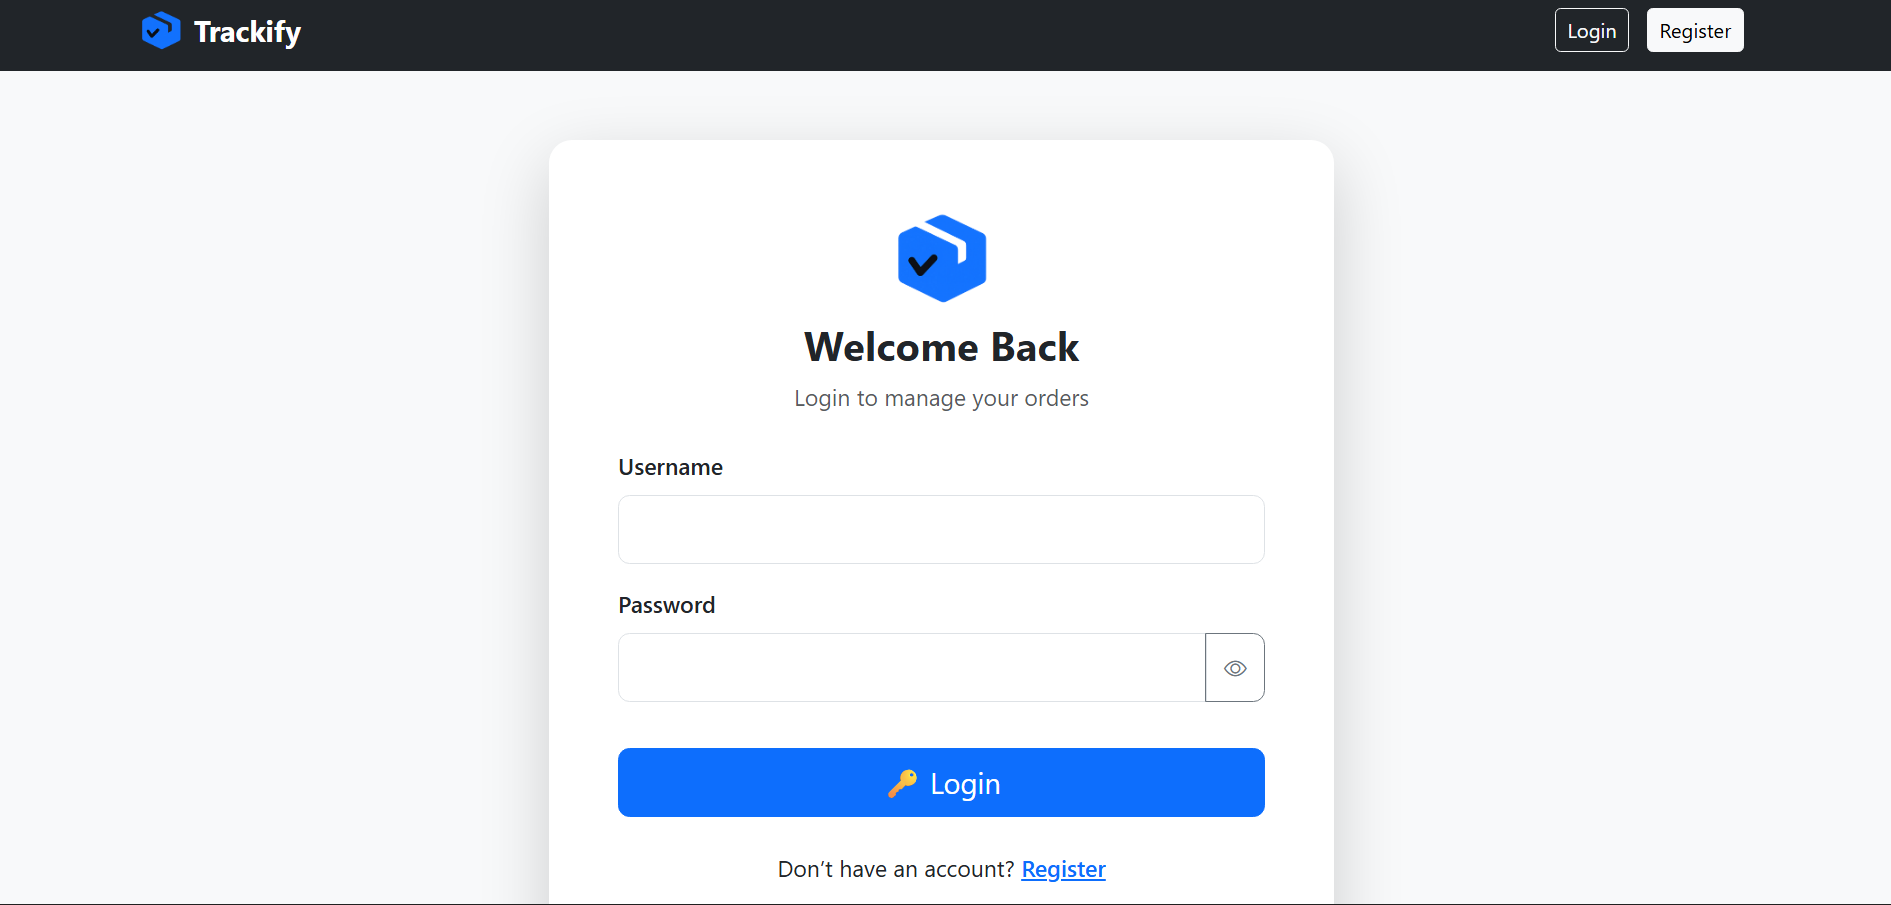 Trackify
Login
Register
Welcome Back
Login to manage your orders
Username
Password
🔑 Login
Don’t have an account? Register